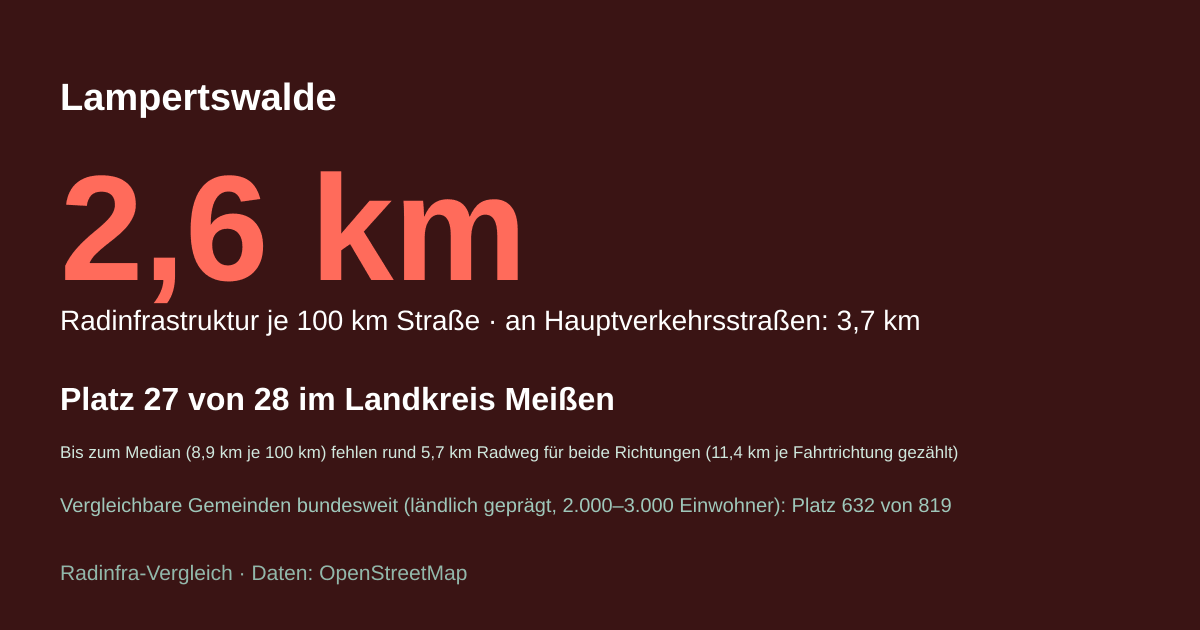 Lampertswalde
2,6 km
Radinfrastruktur je 100 km Straße · an Hauptverkehrsstraßen: 3,7 km
Platz 27 von 28 im Landkreis Meißen
Bis zum Median (8,9 km je 100 km) fehlen rund 5,7 km Radweg für beide Richtungen (11,4 km je Fahrtrichtung gezählt)
Vergleichbare Gemeinden bundesweit (ländlich geprägt, 2.000–3.000 Einwohner): Platz 632 von 819
Radinfra-Vergleich · Daten: OpenStreetMap